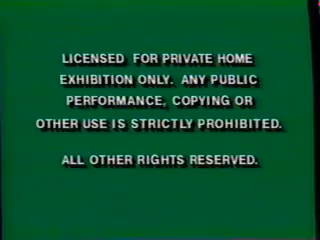 LICENSED FOR PRIVATE HOME
EXHIBITION ONLY. ANY PUBLIC
PERFORMANCE, COPYING OR
OTHER USE IS STRICTLY PROHIBITED.
ALL OTHER RIGHTS RESERVED.